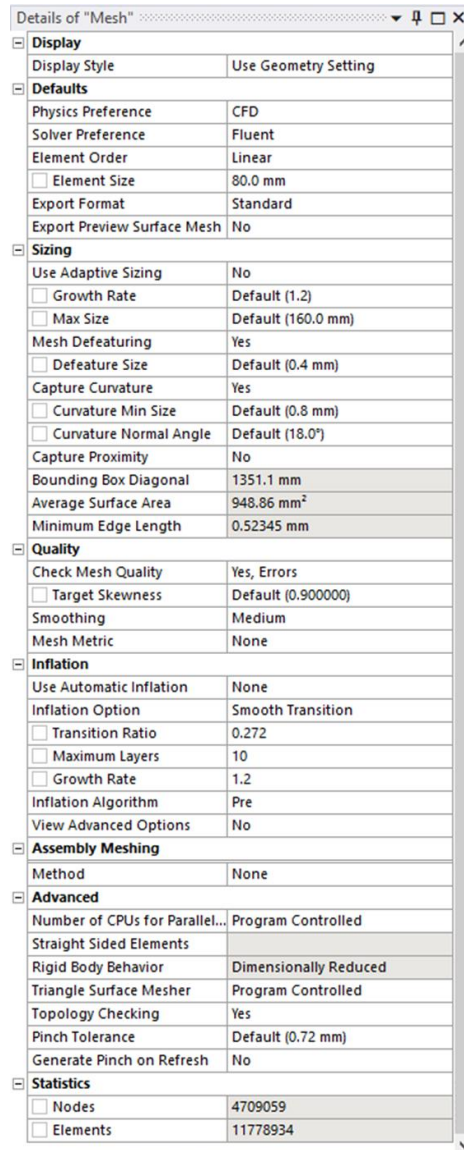 Details of "Mesh"
Display
Display Style Use Geometry Setting
Defaults
Physics Preference CFD
Solver Preference Fluent
Element Order Linear
Element Size 80.0 mm
Export Format Standard
Export Preview Surface Mesh No
Sizing
Use Adaptive Sizing No
Growth Rate Default (1.2)
Max Size Default (160.0 mm)
Mesh Defeaturing Yes
Defeature Size Default (0.4 mm)
Capture Curvature Yes
Curvature Min Size Default (0.8 mm)
Curvature Normal Angle Default (18.0°)
Capture Proximity No
Bounding Box Diagonal 1351.1 mm
Average Surface Area 948.86 mm²
Minimum Edge Length 0.52345 mm
Quality
Check Mesh Quality Yes, Errors
Target Skewness Default (0.900000)
Smoothing Medium
Mesh Metric None
Inflation
Use Automatic Inflation None
Inflation Option Smooth Transition
Transition Ratio 0.272
Maximum Layers 10
Growth Rate 1.2
Inflation Algorithm Pre
View Advanced Options No
Assembly Meshing
Method None
Advanced
Number of CPUs for Parallel... Program Controlled
Straight Sided Elements
Rigid Body Behavior Dimensionally Reduced
Triangle Surface Mesher Program Controlled
Topology Checking Yes
Pinch Tolerance Default (0.72 mm)
Generate Pinch on Refresh No
Statistics
Nodes 4709059
Elements 11778934